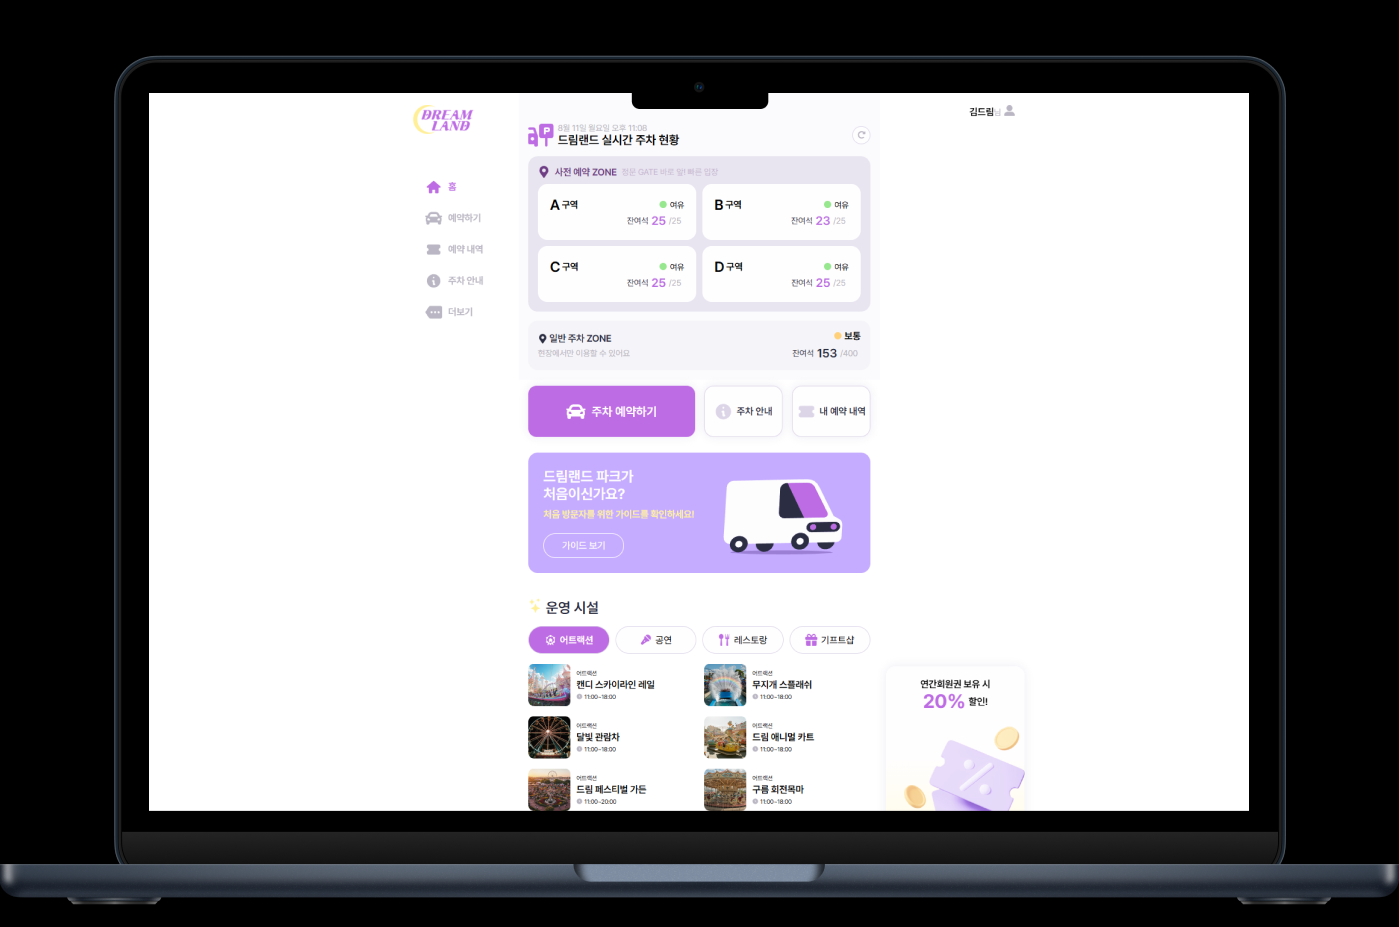 DREAM
LAND
김드림님
홈
예약하기
예약 내역
주차 안내
더보기
8월 11일 월요일 오후 11:08
P
드림랜드 실시간 주차 현황
사전 예약 ZONE 정문 GATE 바로 앞! 빠른 입장
A 구역 여유
잔여석 25 /25
B 구역 여유
잔여석 23 /25
C 구역 여유
잔여석 25 /25
D 구역 여유
잔여석 25 /25
일반 주차 ZONE 보통
현장에서만 이용할 수 있어요 잔여석 153 /400
주차 예약하기
주차 안내
내 예약 내역
드림랜드 파크가
처음이신가요?
처음 방문자를 위한 가이드를 확인하세요!
가이드 보기
운영 시설
어트랙션
공연
레스토랑
기프트샵
어트랙션
캔디 스카이라인 레일
11:00~18:00
어트랙션
무지개 스플래쉬
11:00~18:00
어트랙션
달빛 관람차
11:00~18:00
어트랙션
드림 애니멀 카트
11:00~18:00
어트랙션
드림 페스티벌 가든
11:00~20:00
어트랙션
구름 회전목마
11:00~18:00
연간회원권 보유 시
20% 할인!